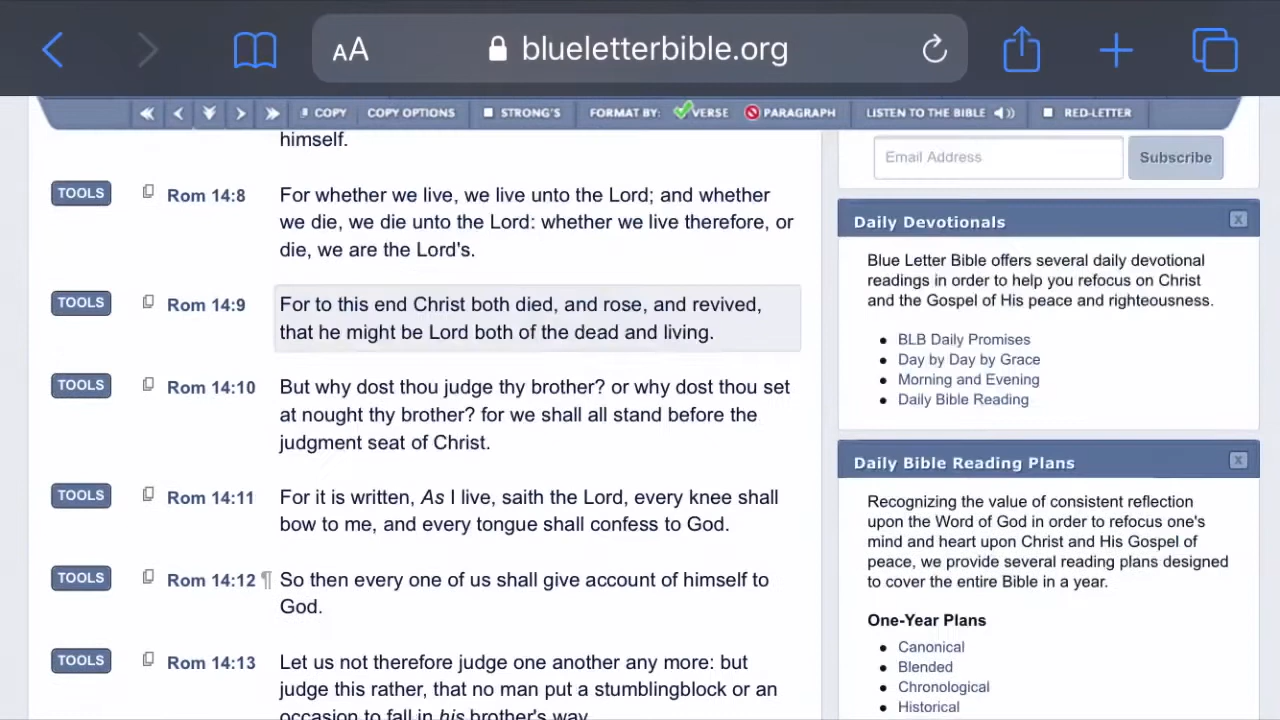 AA blueletterbible.org
COPY COPY OPTIONS STRONG'S FORMAT BY: VERSE PARAGRAPH LISTEN TO THE BIBLE RED-LETTER
himself.
TOOLS Rom 14:8 For whether we live, we live unto the Lord; and whether
we die, we die unto the Lord: whether we live therefore, or
die, we are the Lord's.
TOOLS Rom 14:9 For to this end Christ both died, and rose, and revived,
that he might be Lord both of the dead and living.
TOOLS Rom 14:10 But why dost thou judge thy brother? or why dost thou set
at nought thy brother? for we shall all stand before the
judgment seat of Christ.
TOOLS Rom 14:11 For it is written, As I live, saith the Lord, every knee shall
bow to me, and every tongue shall confess to God.
TOOLS Rom 14:12 ¶ So then every one of us shall give account of himself to
God.
TOOLS Rom 14:13 Let us not therefore judge one another any more: but
judge this rather, that no man put a stumblingblock or an
occasion to fall in his brother's way.
Email Address Subscribe
Daily Devotionals X
Blue Letter Bible offers several daily devotional
readings in order to help you refocus on Christ
and the Gospel of His peace and righteousness.
• BLB Daily Promises
• Day by Day by Grace
• Morning and Evening
• Daily Bible Reading
Daily Bible Reading Plans X
Recognizing the value of consistent reflection
upon the Word of God in order to refocus one's
mind and heart upon Christ and His Gospel of
peace, we provide several reading plans designed
to cover the entire Bible in a year.
One-Year Plans
• Canonical
• Blended
• Chronological
• Historical